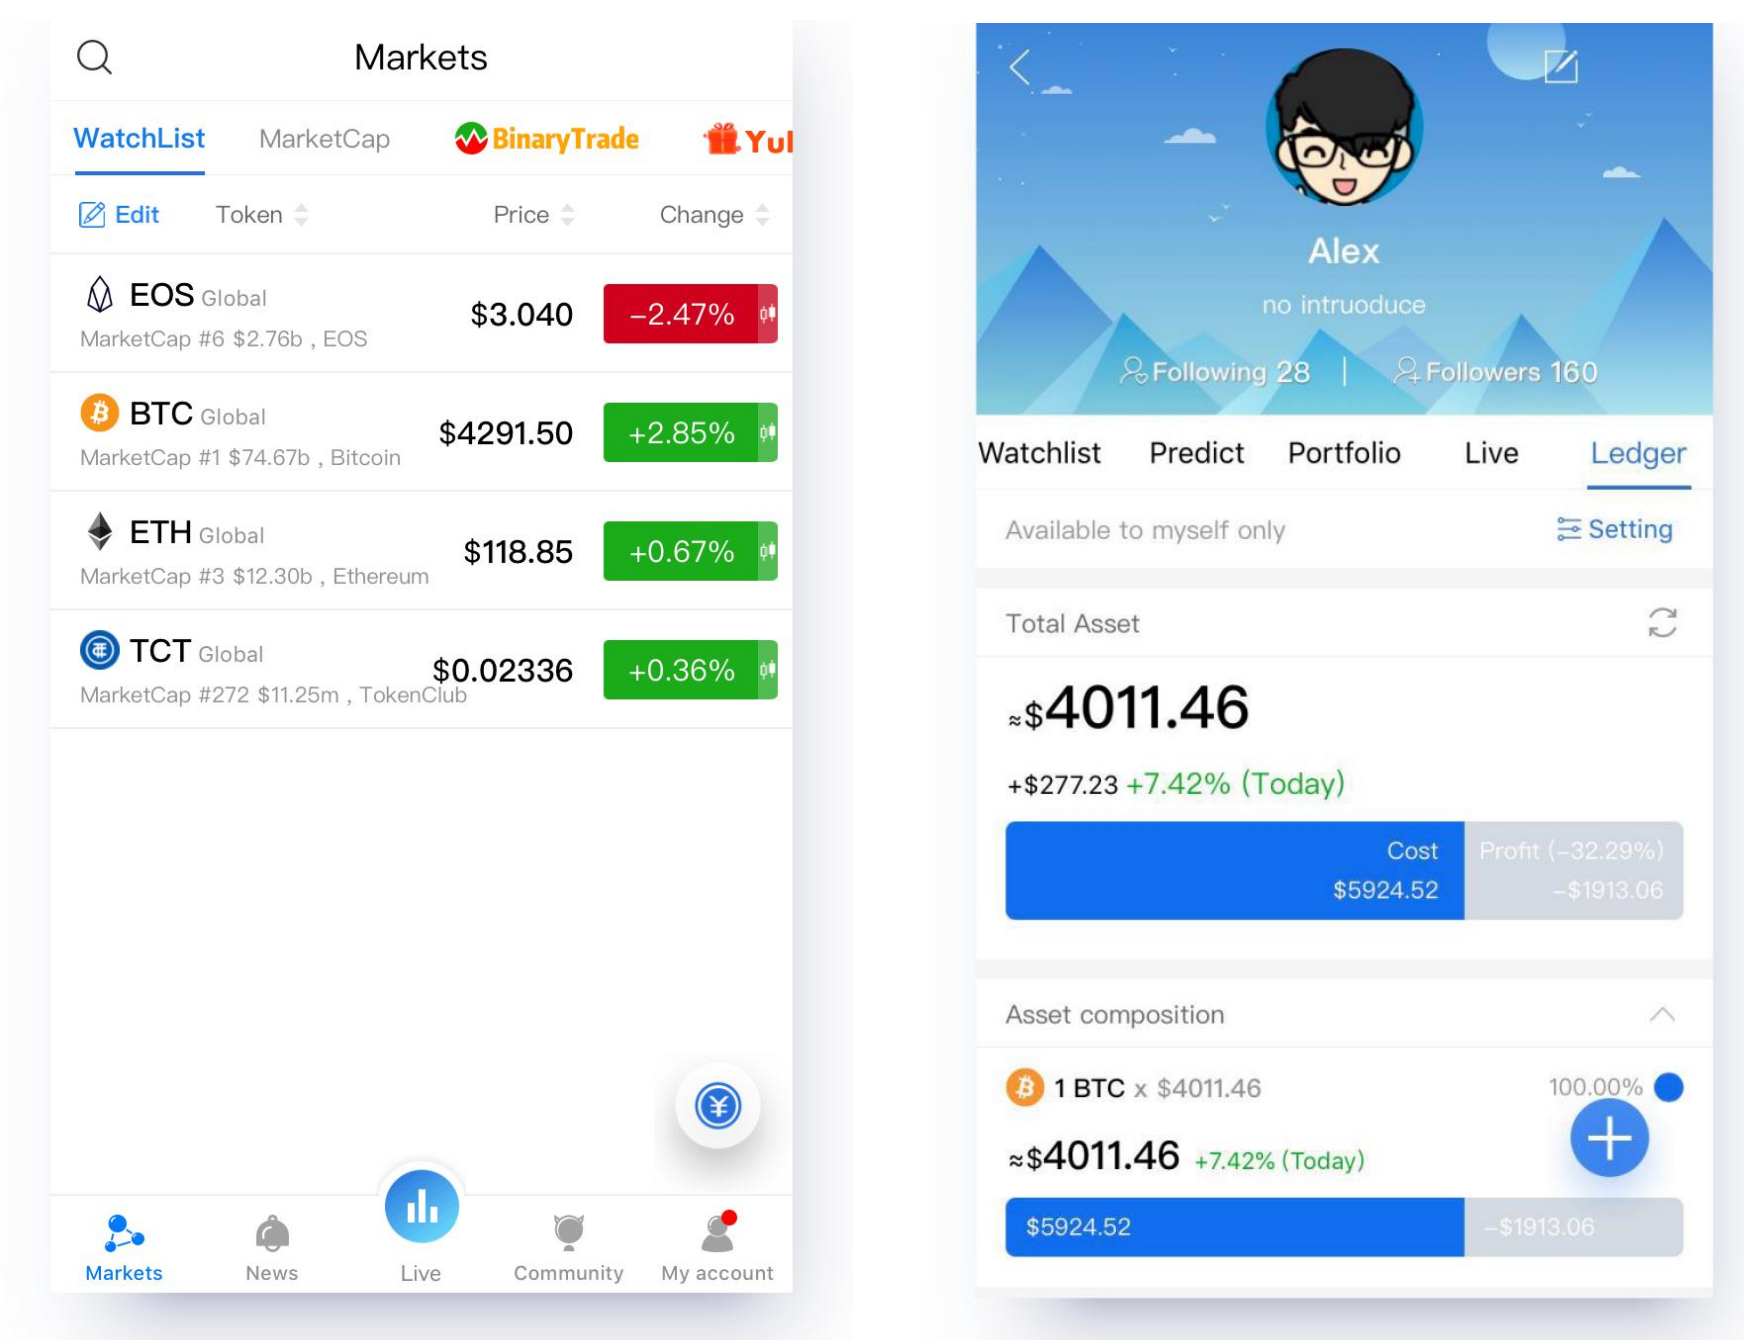 Markets
WatchList MarketCap BinaryTrade
Edit Token Price Change
EOS Global $3.040 −2.47%
MarketCap #6 $2.76b , EOS
BTC Global $4291.50 +2.85%
MarketCap #1 $74.67b , Bitcoin
ETH Global $118.85 +0.67%
MarketCap #3 $12.30b , Ethereum
TCT Global $0.02336 +0.36%
MarketCap #272 $11.25m , TokenClub
Markets News Live Community My account
Alex
no intruoduce
Following 28 | Followers 160
Watchlist Predict Portfolio Live Ledger
Available to myself only Setting
Total Asset
≈$4011.46
+$277.23 +7.42% (Today)
Cost Profit (−32.29%)
$5924.52 −$1913.06
Asset composition
1 BTC x $4011.46 100.00%
≈$4011.46 +7.42% (Today)
$5924.52 −$1913.06